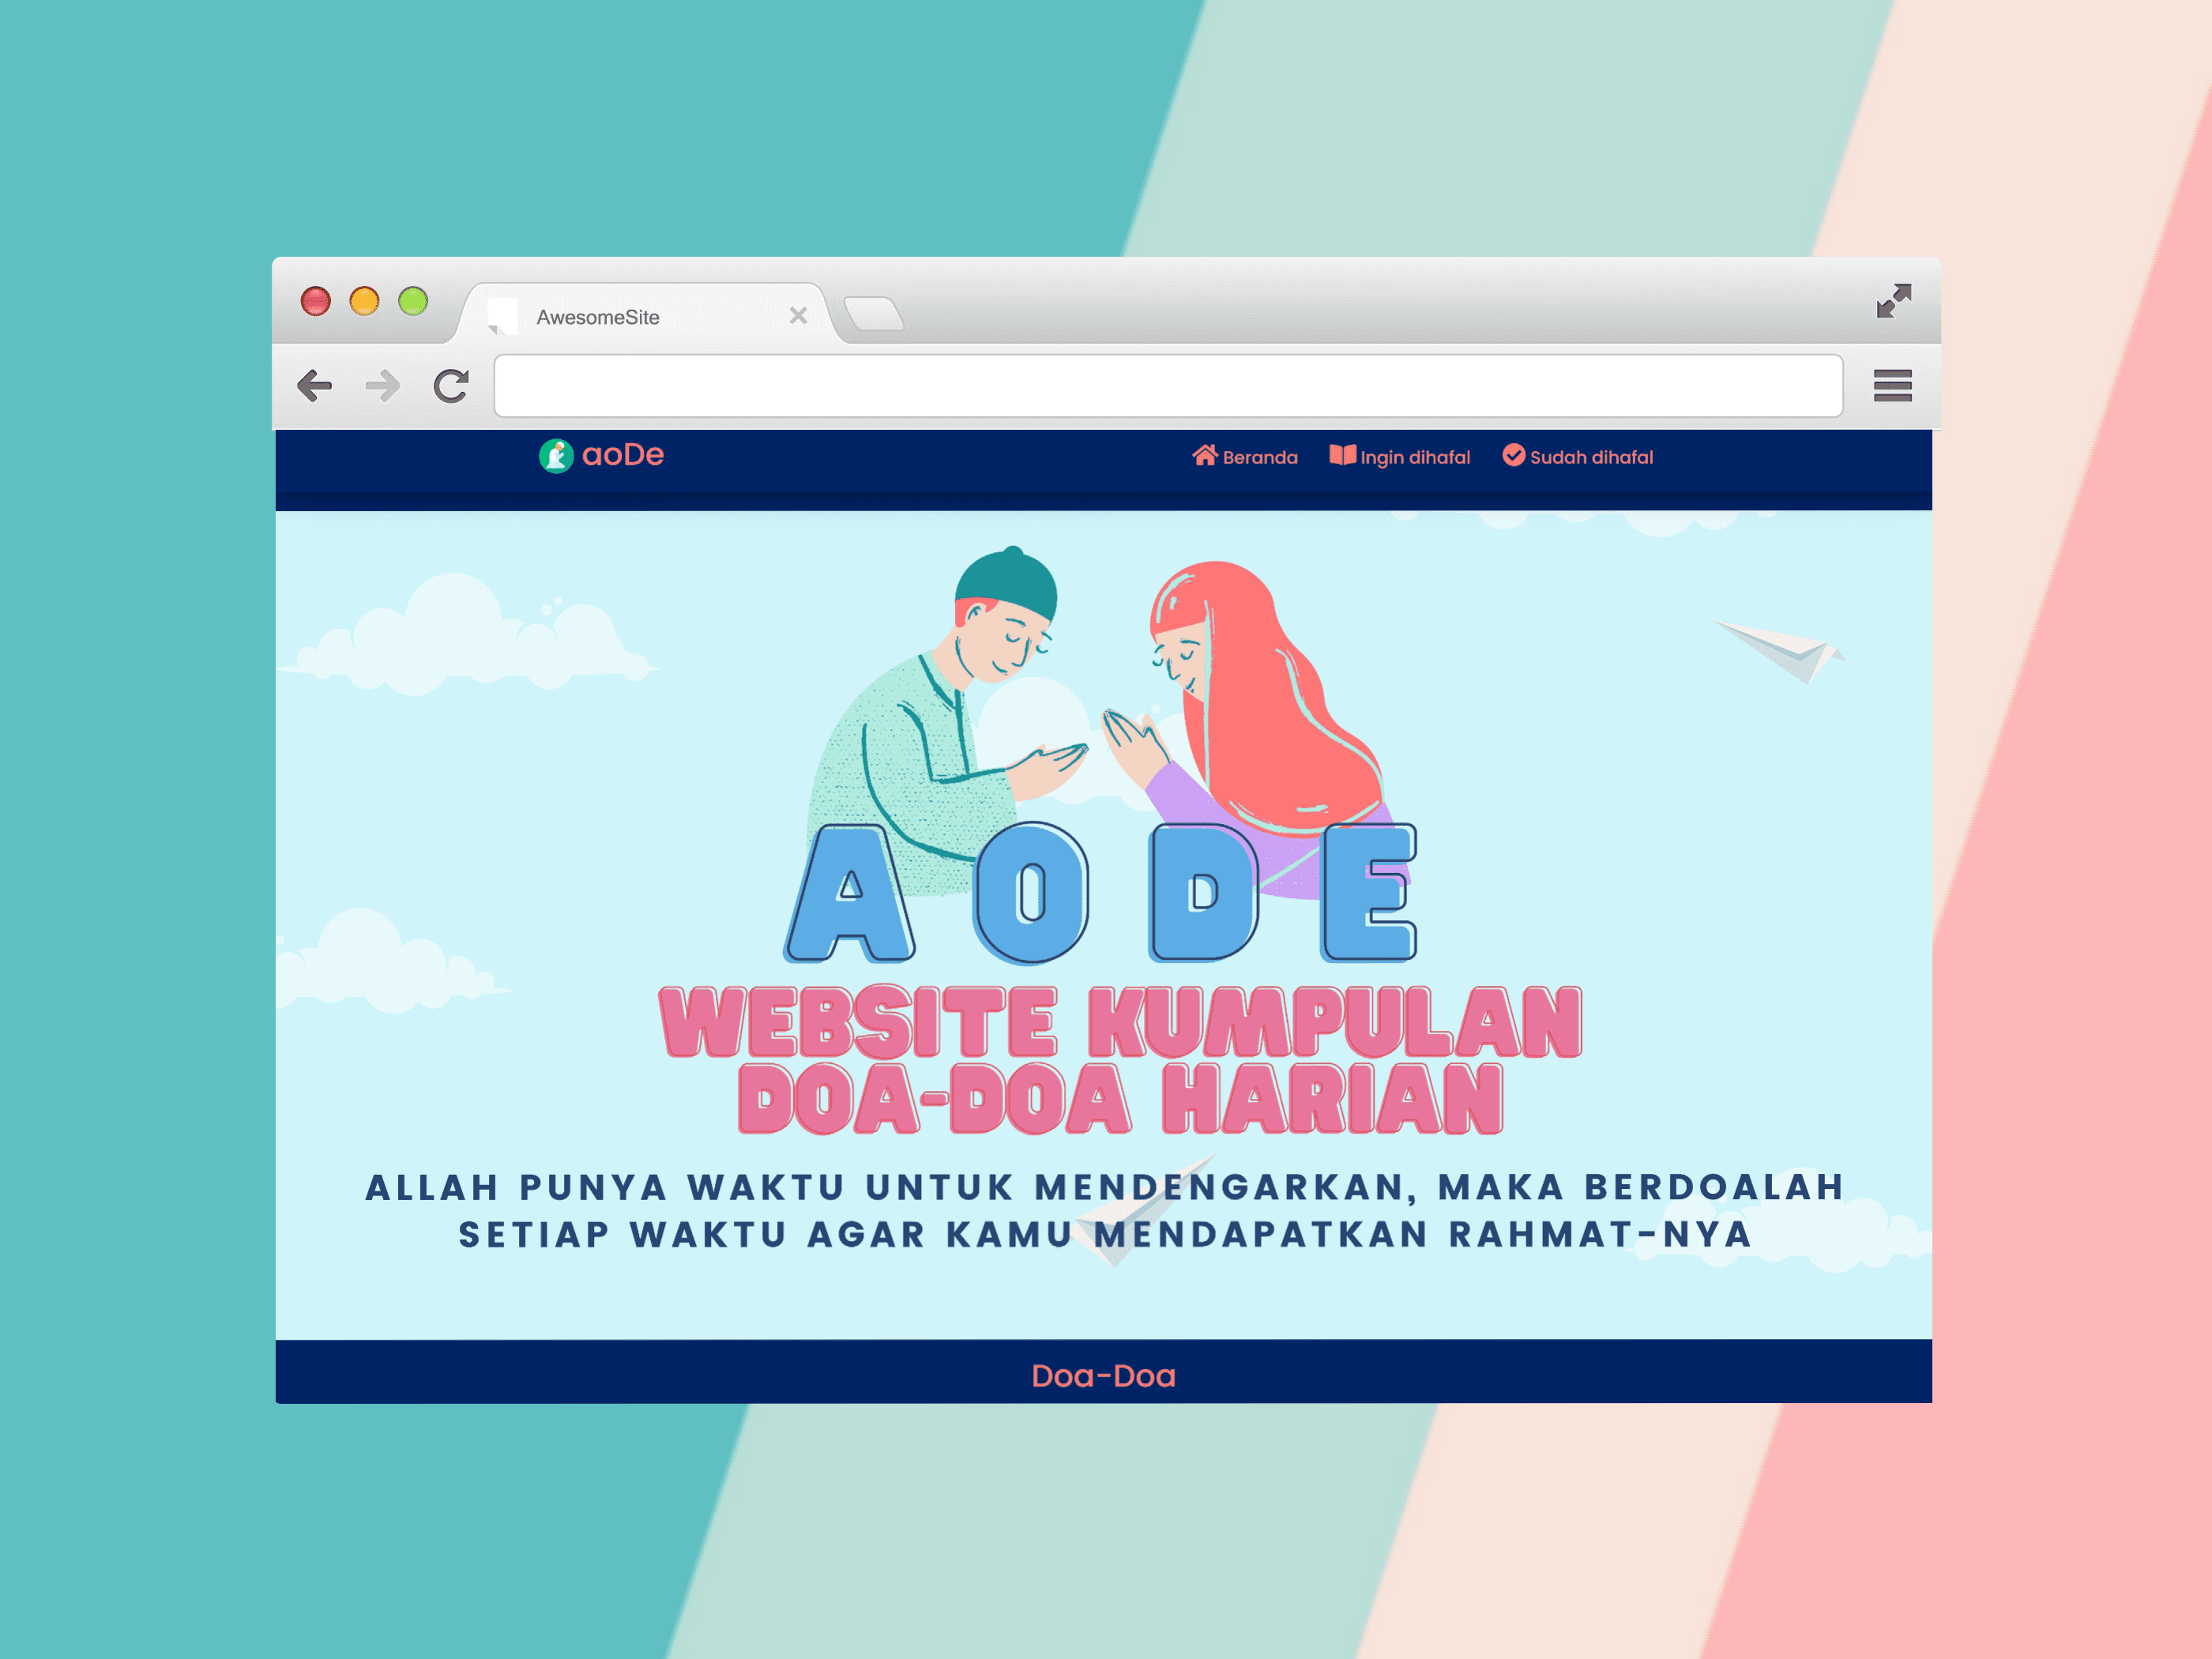 AwesomeSite
aoDe
Beranda
Ingin dihafal
Sudah dihafal
AODE
WEBSITE KUMPULAN
DOA-DOA HARIAN
ALLAH PUNYA WAKTU UNTUK MENDENGARKAN, MAKA BERDOALAH
SETIAP WAKTU AGAR KAMU MENDAPATKAN RAHMAT-NYA
Doa-Doa